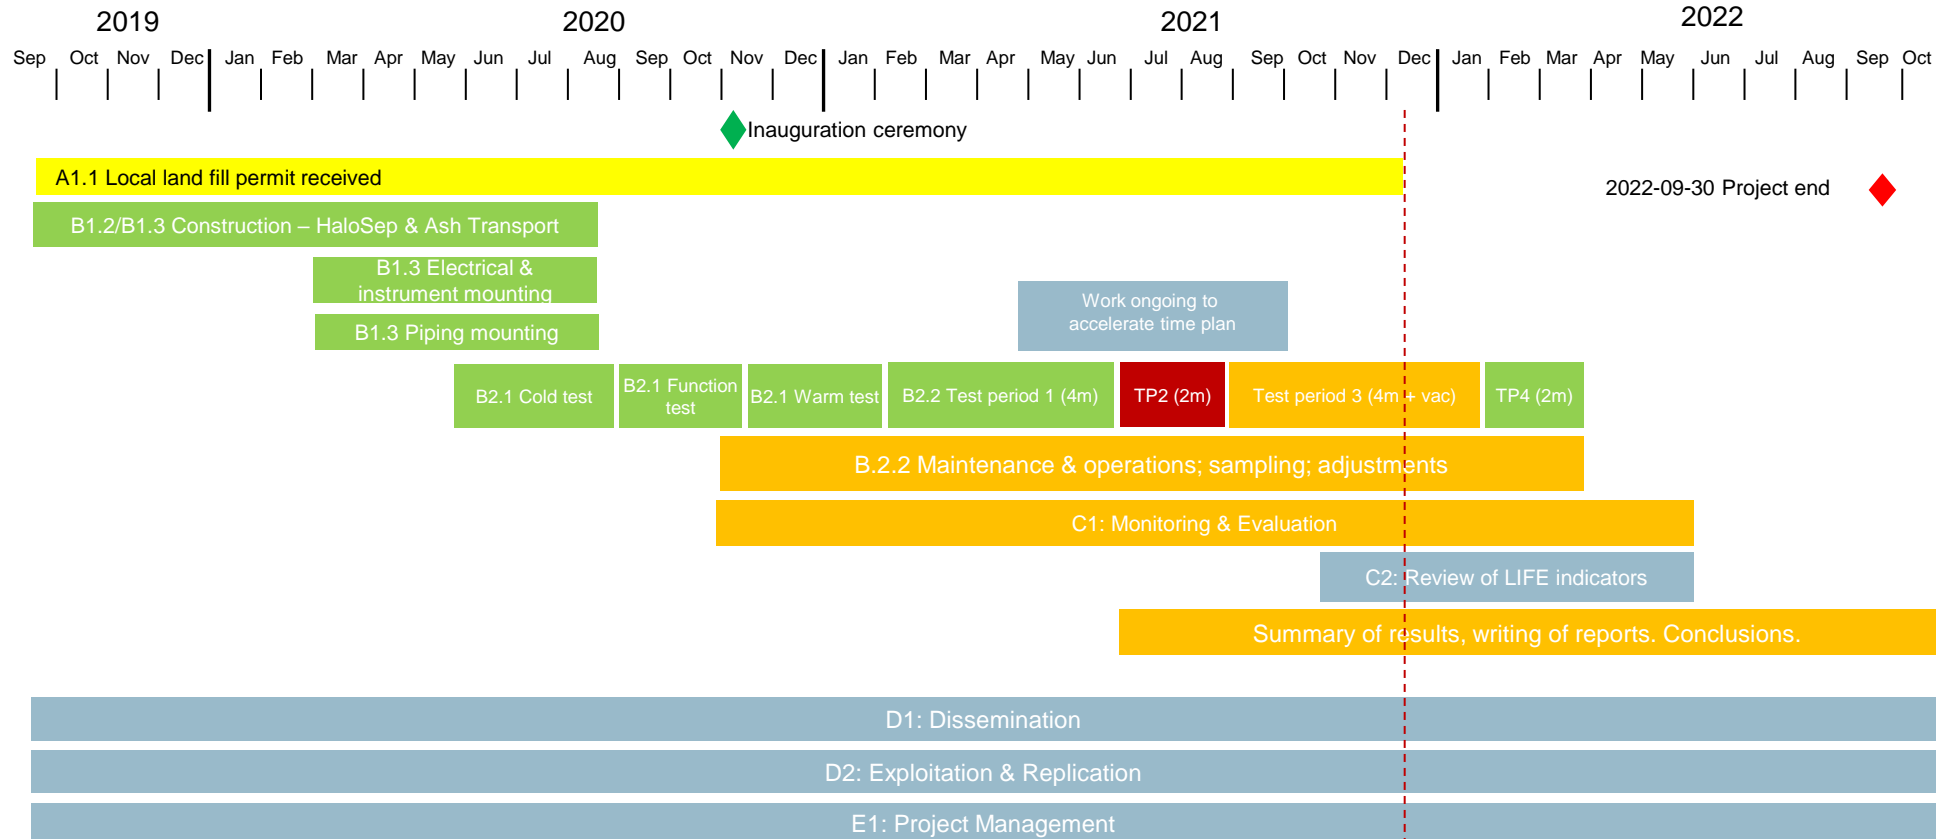 2019 2020 2021 2022
Sep Oct Nov Dec Jan Feb Mar Apr May Jun Jul Aug Sep Oct Nov Dec Jan Feb Mar Apr May Jun Jul Aug Sep Oct Nov Dec Jan Feb Mar Apr May Jun Jul Aug Sep Oct
Inauguration ceremony
A1.1 Local land fill permit received
2022-09-30 Project end
B1.2/B1.3 Construction – HaloSep & Ash Transport
B1.3 Electrical &
instrument mounting
Work ongoing to
accelerate time plan
B1.3 Piping mounting
B2.1 Cold test
B2.1 Function
test
B2.1 Warm test
B2.2 Test period 1 (4m)
TP2 (2m)
Test period 3 (4m + vac)
TP4 (2m)
B.2.2 Maintenance & operations; sampling; adjustments
C1: Monitoring & Evaluation
C2: Review of LIFE indicators
Summary of results, writing of reports. Conclusions.
D1: Dissemination
D2: Exploitation & Replication
E1: Project Management